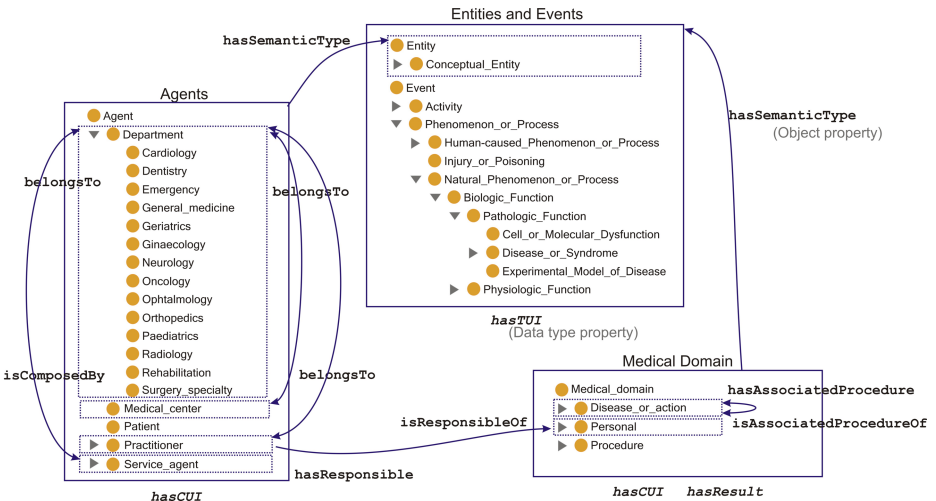 Entities and Events
hasSemanticType
Entity
Conceptual_Entity
Event
Activity
Phenomenon_or_Process
Human-caused_Phenomenon_or_Process
Injury_or_Poisoning
Natural_Phenomenon_or_Process
Biologic_Function
Pathologic_Function
Cell_or_Molecular_Dysfunction
Disease_or_Syndrome
Experimental_Model_of_Disease
Physiologic_Function
hasTUI
(Data type property)
hasSemanticType
(Object property)
Agents
Agent
Department
Cardiology
Dentistry
Emergency
General_medicine
Geriatrics
Ginaecology
Neurology
Oncology
Ophtalmology
Orthopedics
Paediatrics
Radiology
Rehabilitation
Surgery_specialty
Medical_center
Patient
Practitioner
Service_agent
hasCUI
belongsTo
belongsTo
isComposedBy
belongsTo
isResponsibleOf
hasResponsible
Medical Domain
Medical_domain
Disease_or_action
Personal
Procedure
hasAssociatedProcedure
isAssociatedProcedureOf
hasCUI hasResult